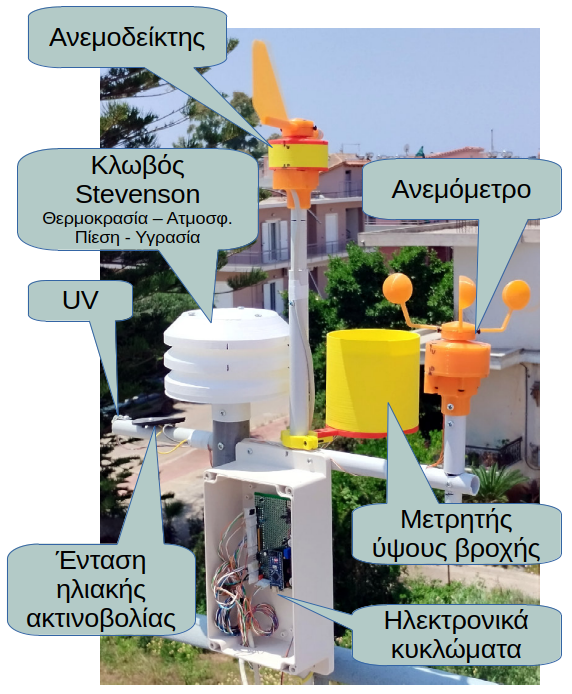 Ανεμοδείκτης
Κλωβός
Stevenson
Θερμοκρασία – Ατμοσφ.
Πίεση - Υγρασία
Ανεμόμετρο
UV
Μετρητής
ύψους βροχής
Ένταση
ηλιακής
ακτινοβολίας
Ηλεκτρονικά
κυκλώματα